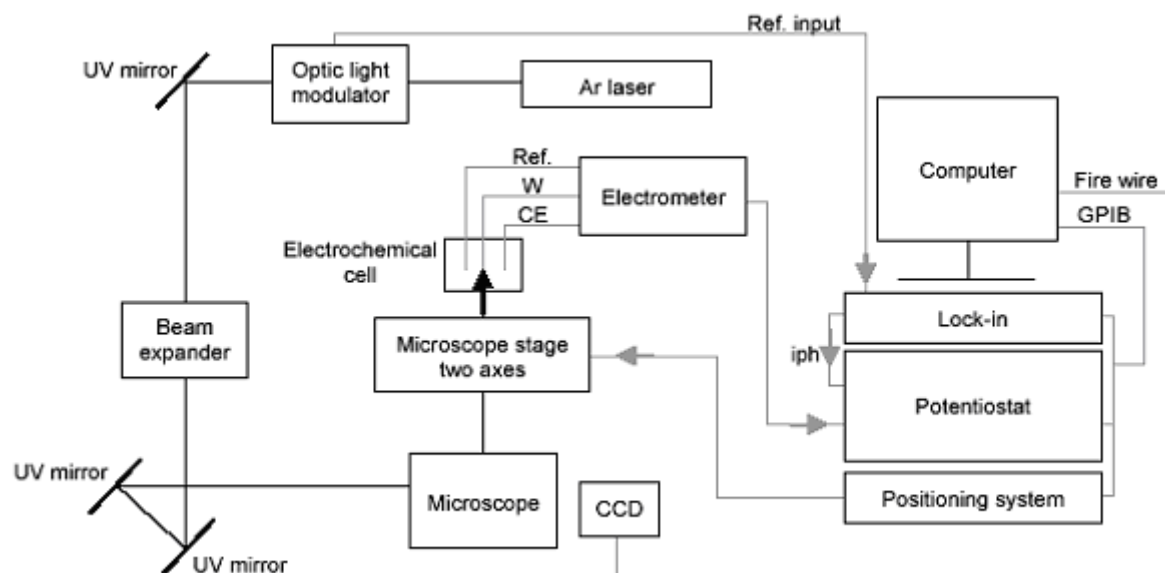 Ref. input
UV mirror
Optic light
modulator
Ar laser
Computer
Ref.
W
CE
Electrometer
Fire wire
GPIB
Electrochemical
cell
Beam
expander
Microscope stage
two axes
Lock-in
iph
Potentiostat
UV mirror
Microscope
CCD
Positioning system
UV mirror